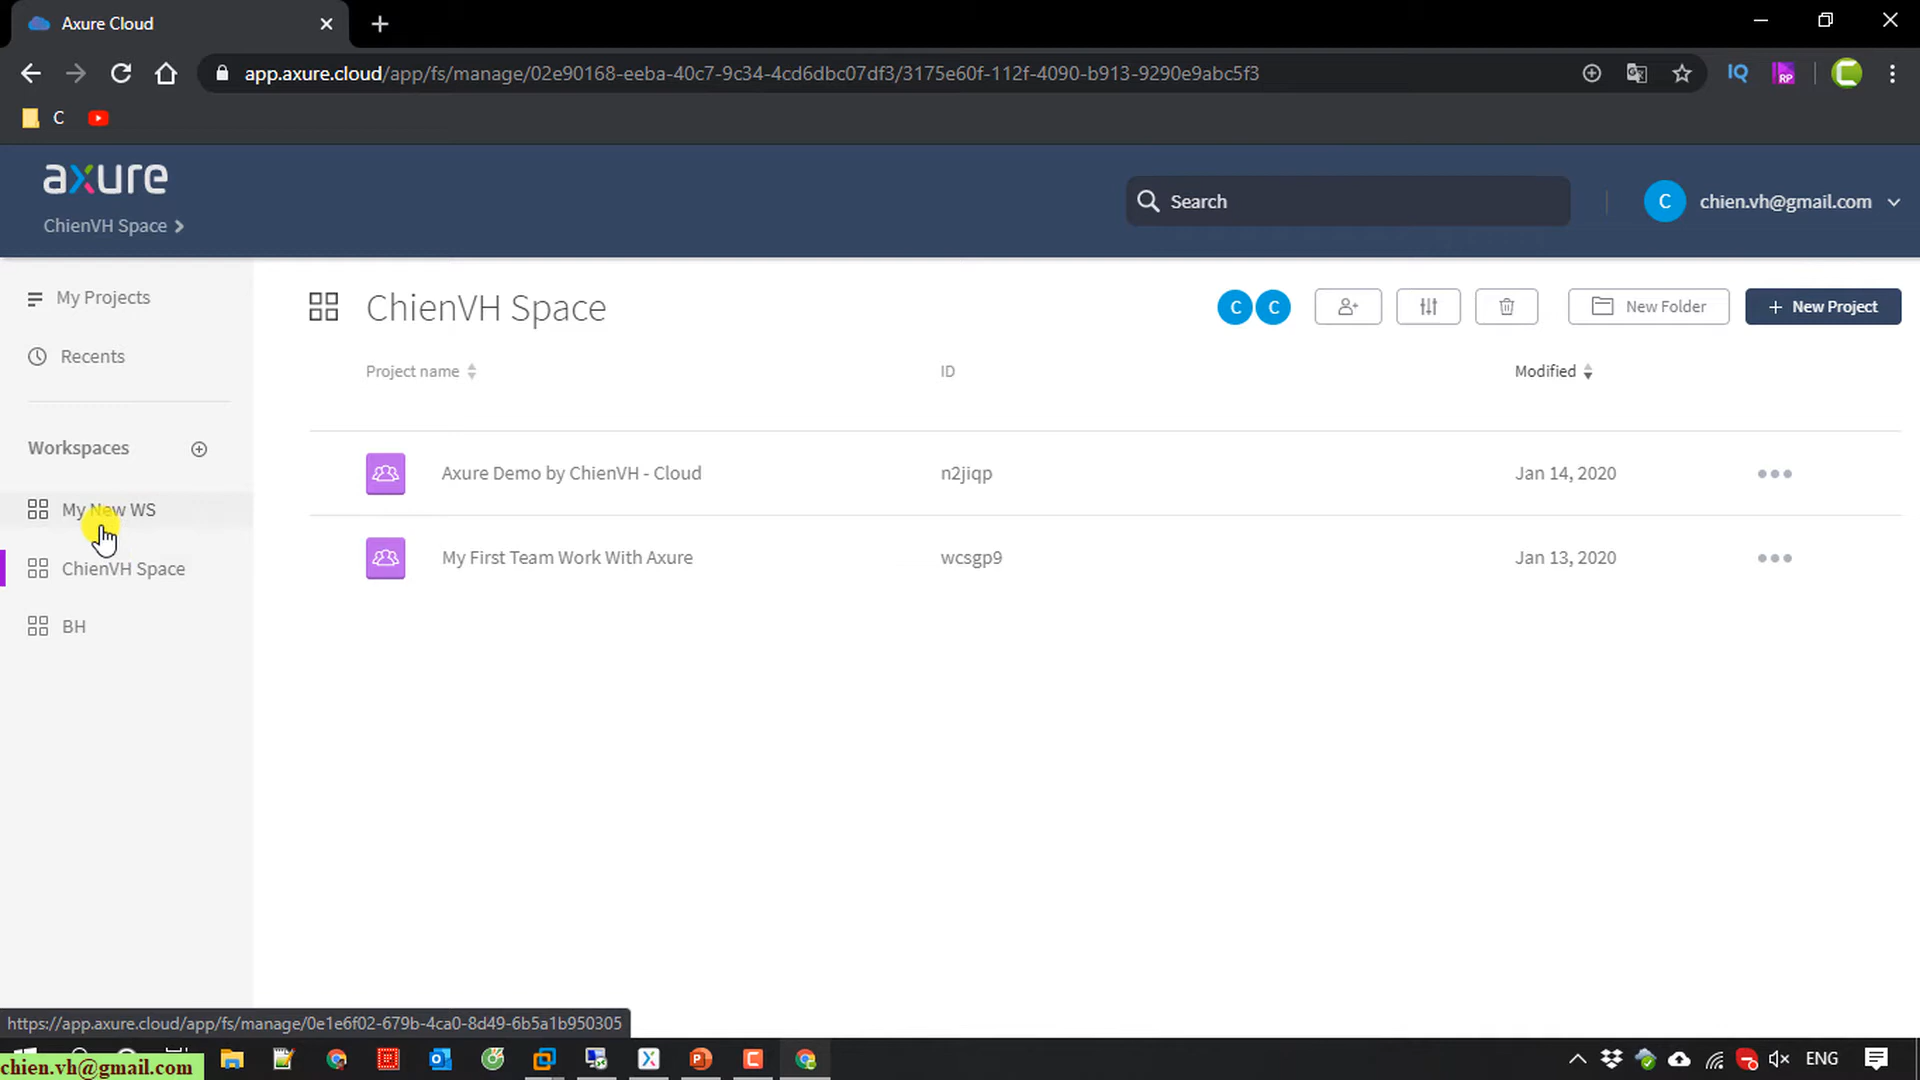 Axure Cloud
app.axure.cloud/app/fs/manage/02e90168-eeba-40c7-9c34-4cd6dbc07df3/3175e60f-112f-4090-b913-9290e9abc5f3
IQ
RP
C
axure
ChienVH Space
Search
C
chien.vh@gmail.com
My Projects
Recents
Workspaces
My New WS
ChienVH Space
BH
ChienVH Space
C C
New Folder
+ New Project
Project name
ID
Modified
Axure Demo by ChienVH - Cloud
n2jiqp
Jan 14, 2020
My First Team Work With Axure
wcsgp9
Jan 13, 2020
https://app.axure.cloud/app/fs/manage/0e1e6f02-679b-4ca0-8d49-6b5a1b950305
chien.vh@gmail.com
ENG